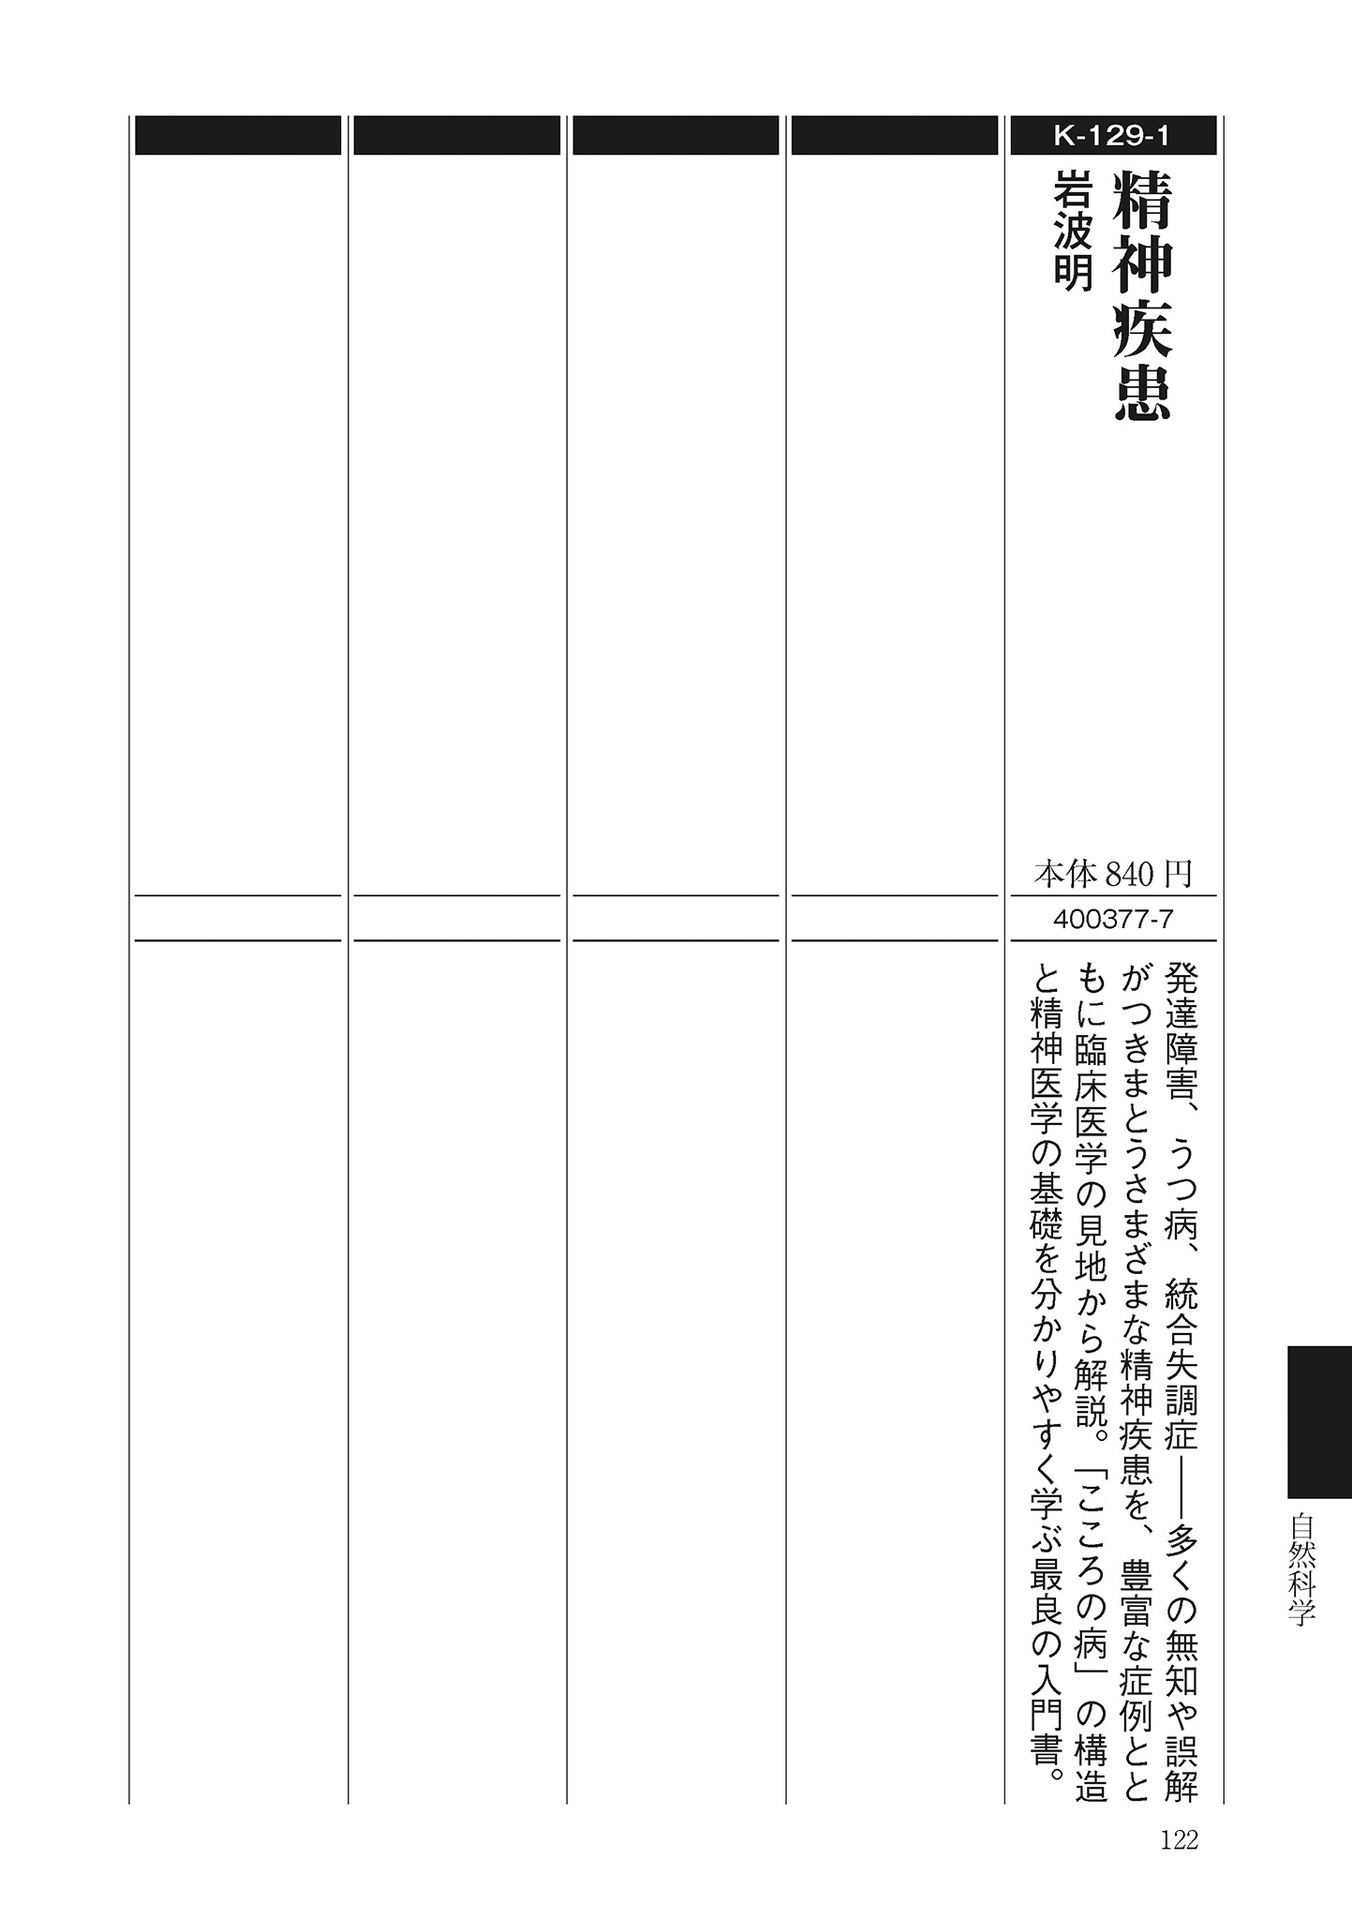 K-129-1
精神疾患
岩波明
本体840円
400377-7
発達障害、うつ病、統合失調症――多くの無知や誤解
がつきまとうさまざまな精神疾患を、豊富な症例とと
もに臨床医学の見地から解説。「こころの病」の構造
と精神医学の基礎を分かりやすく学ぶ最良の入門書。
自然科学
122